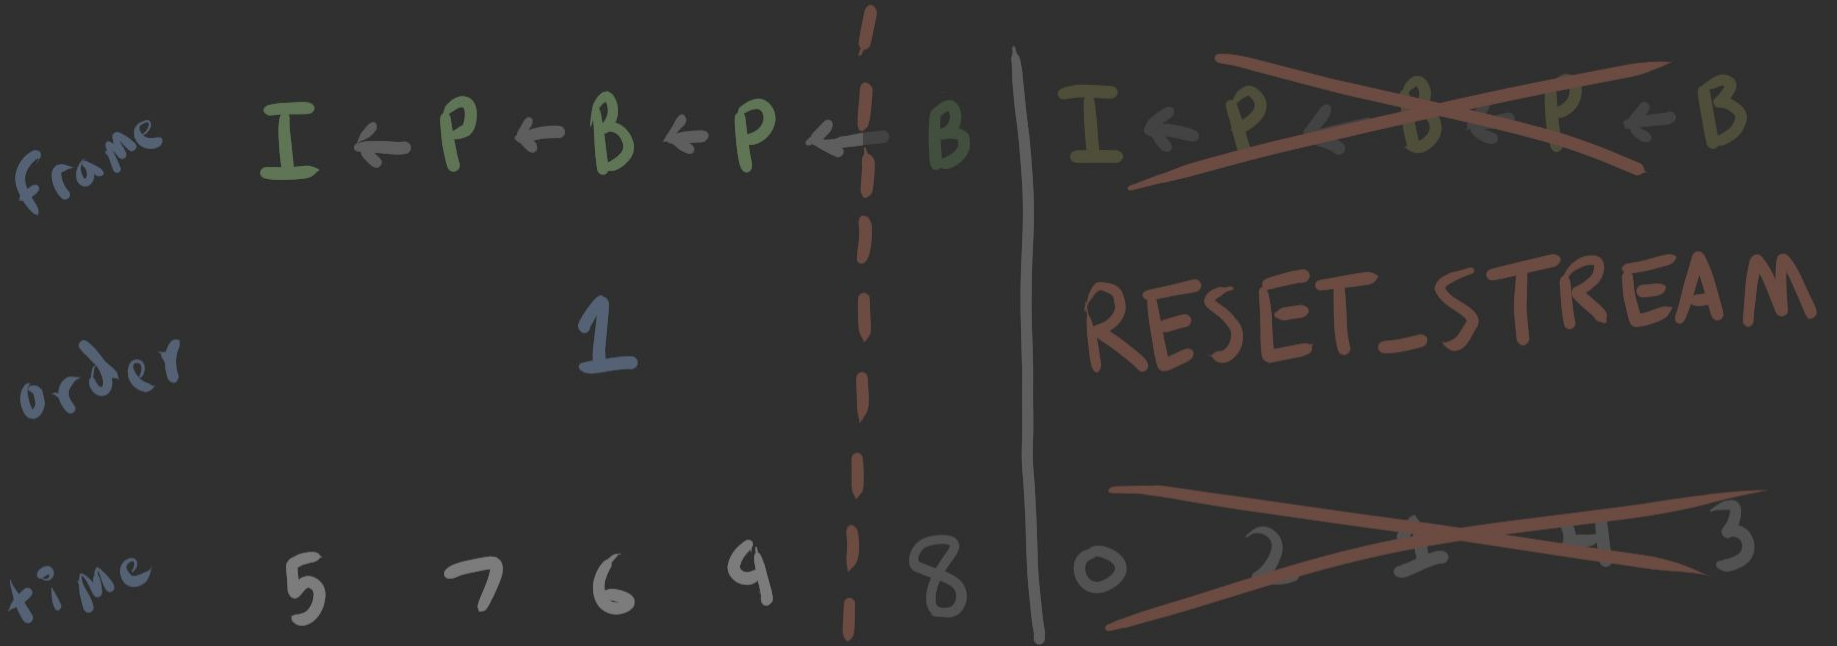 frame I ← P ← B ← P ← B I ← P ← B ← P ← B
order 1 RESET_STREAM
time 5 7 6 9 8 0 2 1 4 3